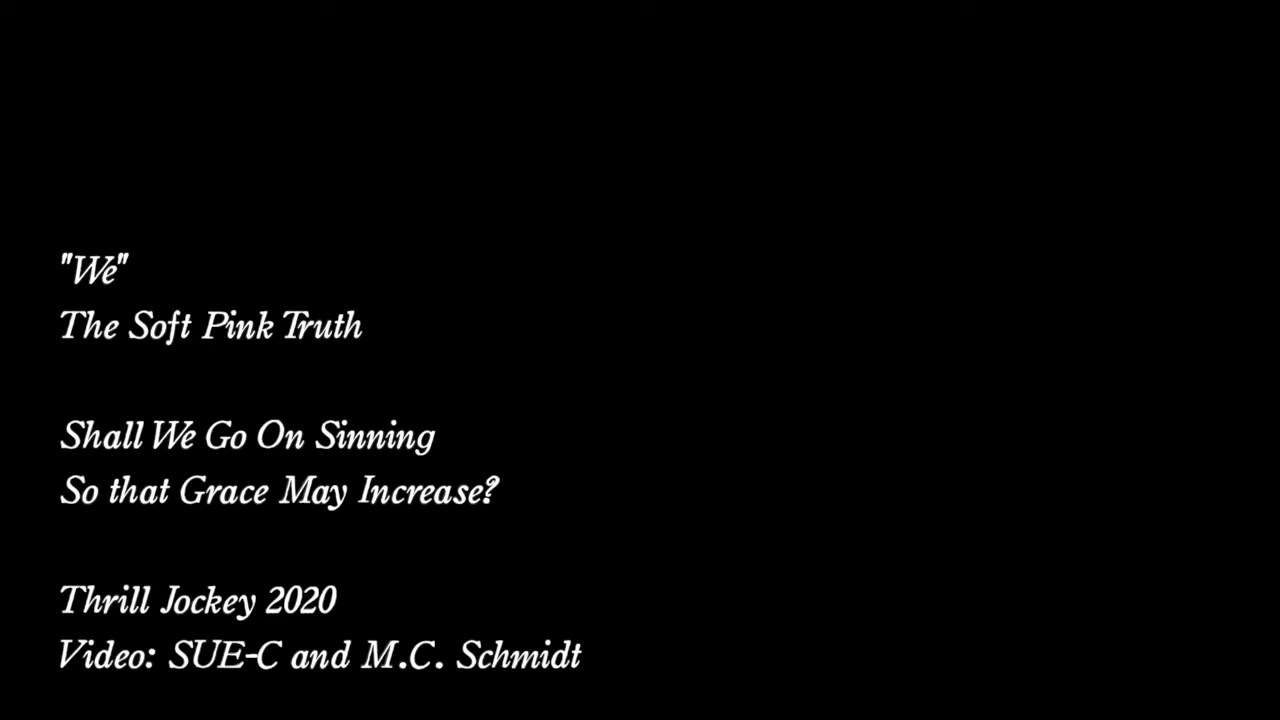 "We"
The Soft Pink Truth
Shall We Go On Sinning
So that Grace May Increase?
Thrill Jockey 2020
Video: SUE-C and M.C. Schmidt